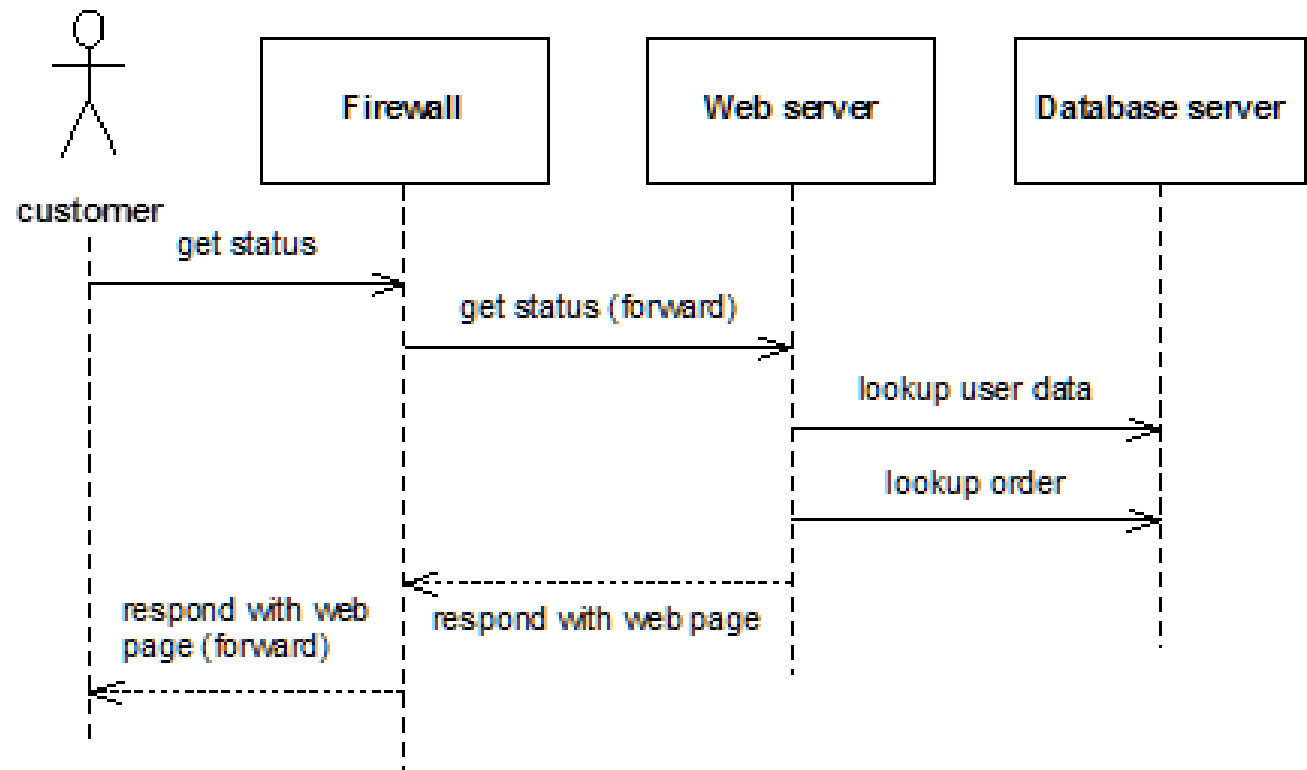 Firewall
Web server
Database server
customer
get status
get status (forward)
lookup user data
lookup order
respond with web page
respond with web
page (forward)